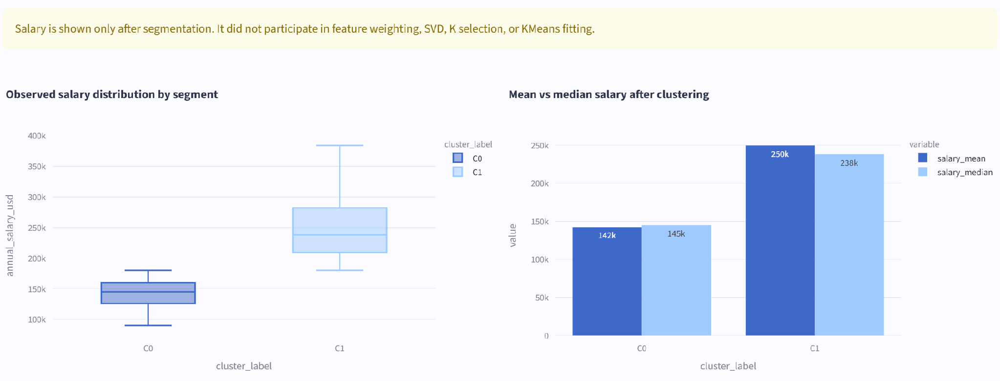 Salary is shown only after segmentation. It did not participate in feature weighting, SVD, K selection, or KMeans fitting.
Observed salary distribution by segment
400k
350k
300k
250k
200k
150k
100k
annual_salary_usd
C0
C1
cluster_label
cluster_label
C0
C1
Mean vs median salary after clustering
250k
200k
150k
100k
50k
0
value
142k
145k
250k
238k
C0
C1
cluster_label
variable
salary_mean
salary_median